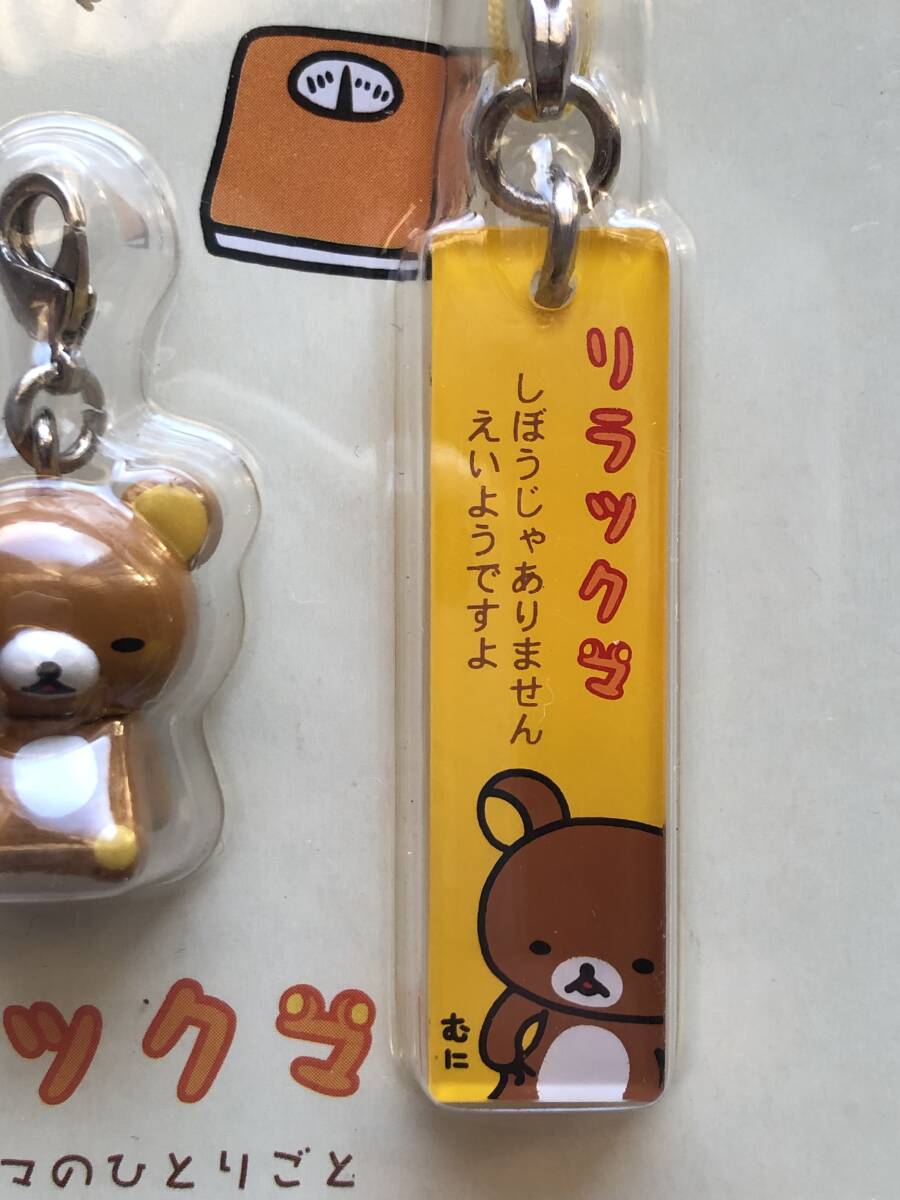 リラックマ
しぼうじゃありません
えいようですよ
むに
ックマ
マのひとりごと